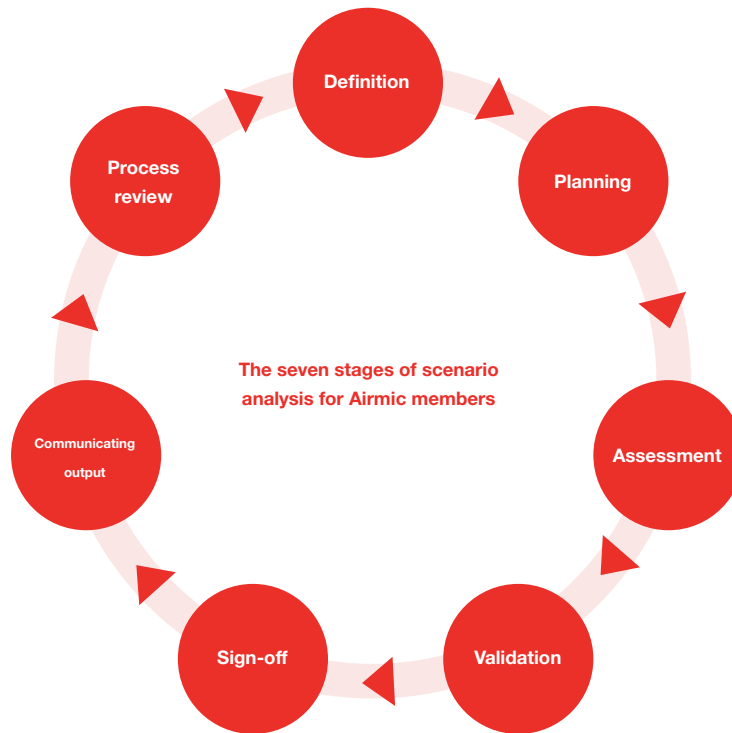 Definition
Planning
Assessment
Validation
Sign-off
Communicating
output
Process
review
The seven stages of scenario
analysis for Airmic members